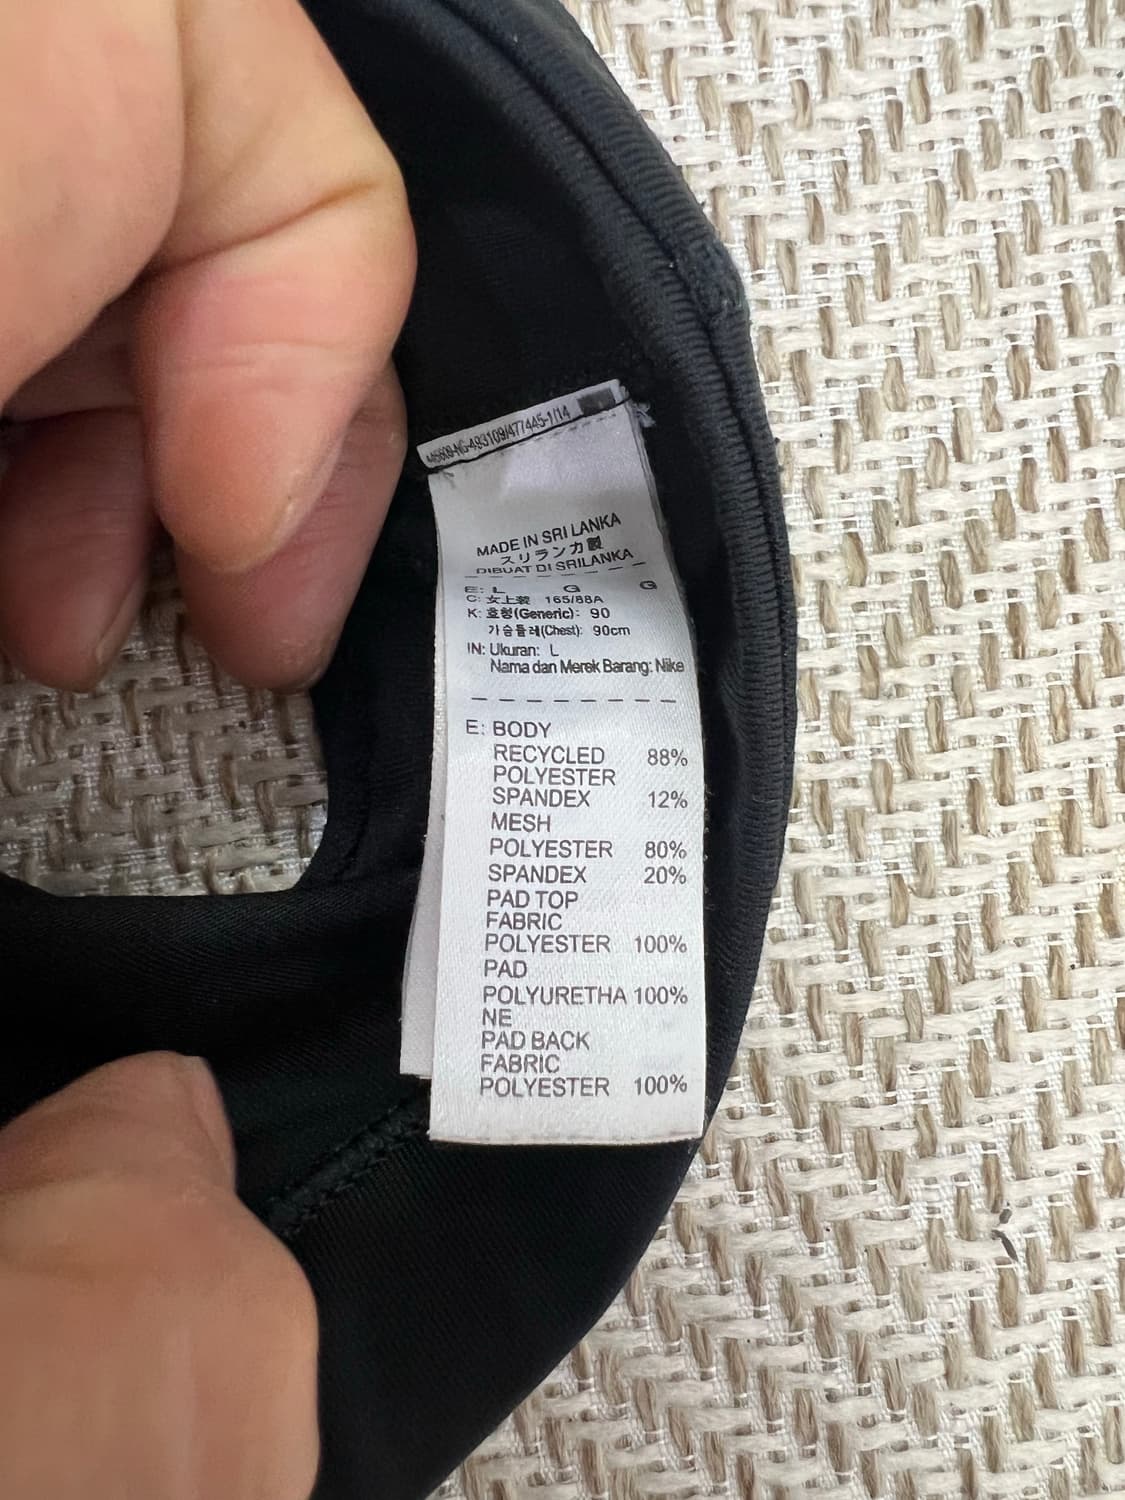 MADE IN SRI LANKA
スリランカ製
DIBUAT DI SRILANKA
E: L G G
C: 女上装 165/88A
K: 호칭(Generic): 90
가슴둘레(Chest): 90cm
IN: Ukuran: L
Nama dan Merek Barang: Nike
E: BODY
RECYCLED 88%
POLYESTER
SPANDEX 12%
MESH
POLYESTER 80%
SPANDEX 20%
PAD TOP
FABRIC
POLYESTER 100%
PAD
POLYURETHA 100%
NE
PAD BACK
FABRIC
POLYESTER 100%